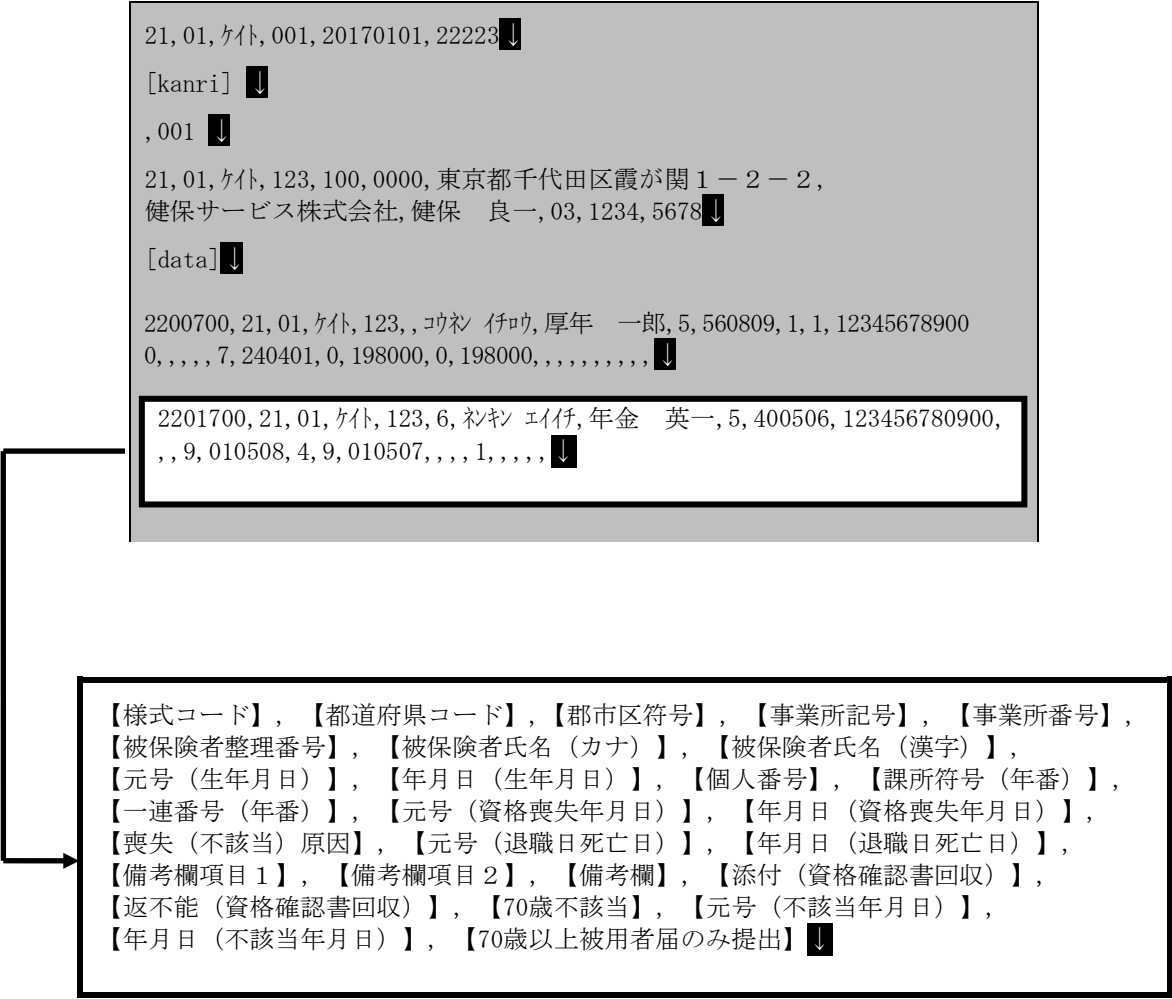 21,01,ｹｲﾄ,001,20170101,22223↓
[kanri] ↓
,001 ↓
21,01,ｹｲﾄ,123,100,0000,東京都千代田区霞が関１－２－２,
健保サービス株式会社,健保　良一,03,1234,5678↓
[data]↓
2200700,21,01,ｹｲﾄ,123,,ｺｳﾈﾝ ｲﾁﾛｳ,厚年　一郎,5,560809,1,1,12345678900
0,,,,,7,240401,0,198000,0,198000,,,,,,,,,,↓
2201700,21,01,ｹｲﾄ,123,6,ﾈﾝｷﾝ ｴｲｲﾁ,年金　英一,5,400506,123456780900,
,,9,010508,4,9,010507,,,,1,,,,,↓
【様式コード】, 【都道府県コード】,【郡市区符号】, 【事業所記号】, 【事業所番号】,
【被保険者整理番号】, 【被保険者氏名（カナ）】,【被保険者氏名（漢字）】,
【元号（生年月日）】, 【年月日（生年月日）】, 【個人番号】,【課所符号（年番）】,
【一連番号（年番）】, 【元号（資格喪失年月日）】, 【年月日（資格喪失年月日）】,
【喪失（不該当）原因】, 【元号（退職日死亡日）】, 【年月日（退職日死亡日）】,
【備考欄項目１】, 【備考欄項目２】, 【備考欄】,【添付（資格確認書回収）】,
【返不能（資格確認書回収）】, 【70歳不該当】, 【元号（不該当年月日）】,
【年月日（不該当年月日）】, 【70歳以上被用者届のみ提出】↓